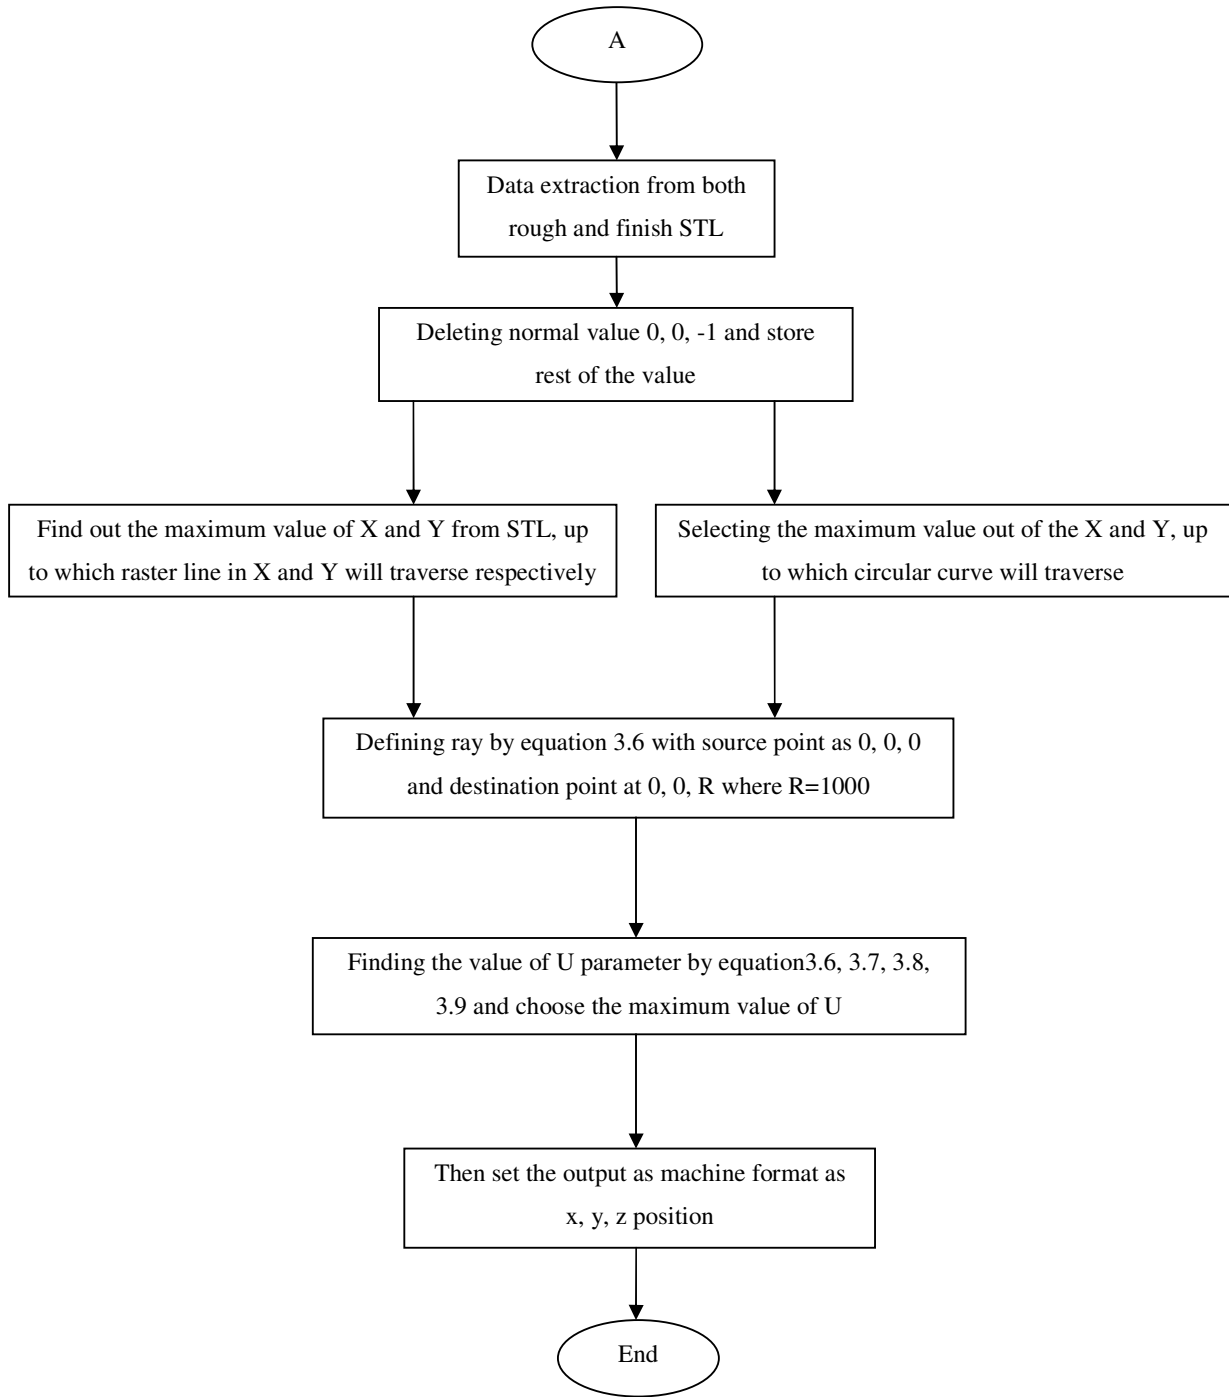 A
Data extraction from both
rough and finish STL
Deleting normal value 0, 0, -1 and store
rest of the value
Find out the maximum value of X and Y from STL, up
to which raster line in X and Y will traverse respectively
Selecting the maximum value out of the X and Y, up
to which circular curve will traverse
Defining ray by equation 3.6 with source point as 0, 0, 0
and destination point at 0, 0, R where R=1000
Finding the value of U parameter by equation3.6, 3.7, 3.8,
3.9 and choose the maximum value of U
Then set the output as machine format as
x, y, z position
End